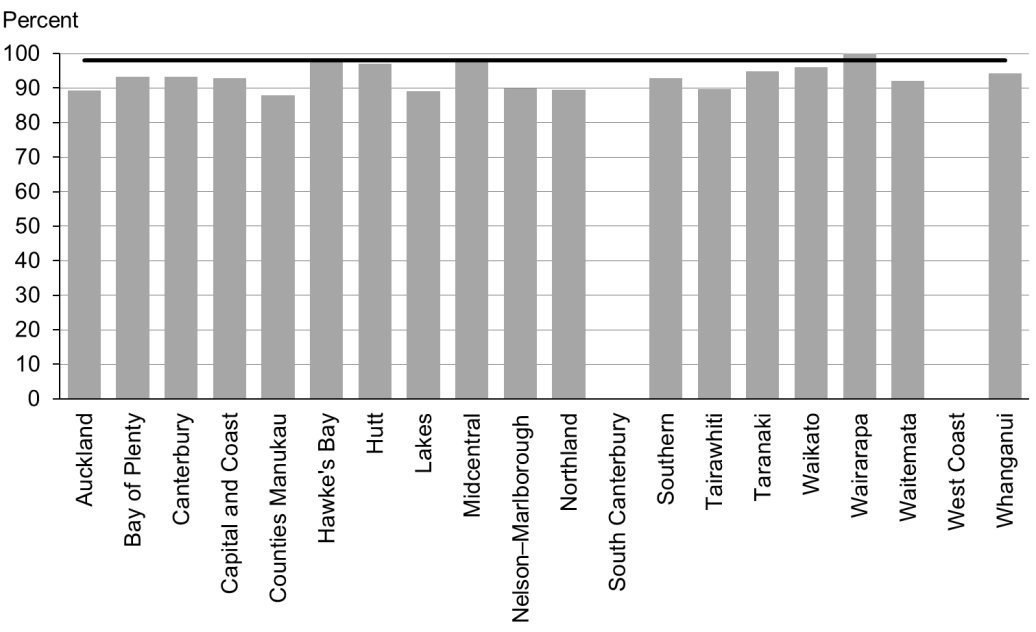 Percent
100
90
80
70
60
50
40
30
20
10
0
Auckland
Bay of Plenty
Canterbury
Capital and Coast
Counties Manukau
Hawke's Bay
Hutt
Lakes
Midcentral
Nelson–Marlborough
Northland
South Canterbury
Southern
Tairawhiti
Taranaki
Waikato
Wairarapa
Waitemata
West Coast
Whanganui